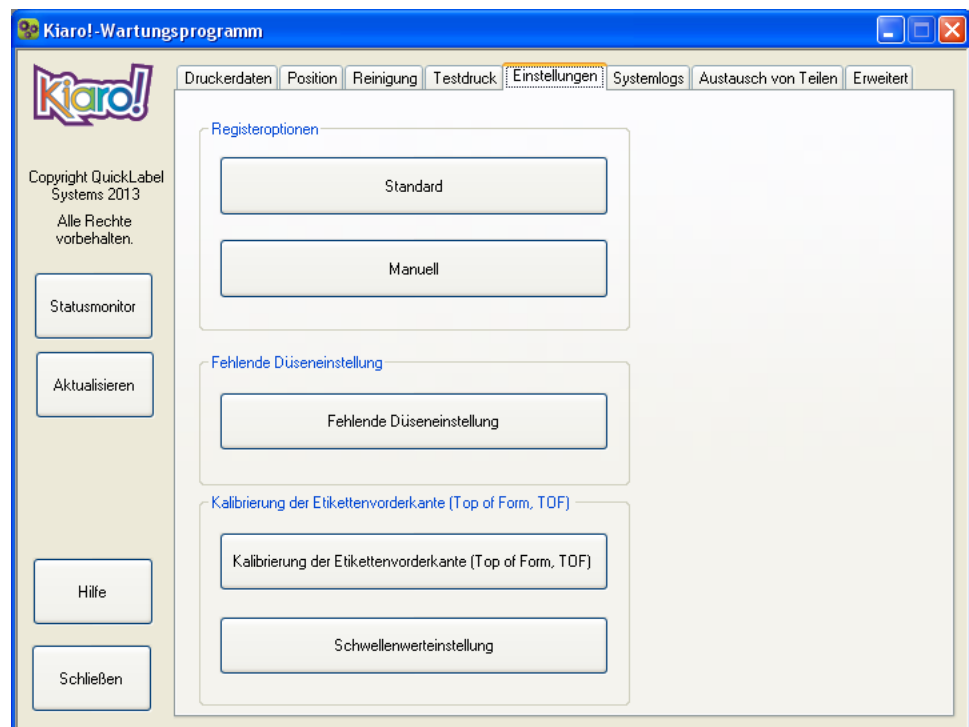 Kiaro!-Wartungsprogramm
Kiaro!
Druckerdaten Position Reinigung Testdruck Einstellungen Systemlogs Austausch von Teilen Erweitert
Copyright QuickLabel
Systems 2013
Alle Rechte
vorbehalten.
Statusmonitor
Aktualisieren
Hilfe
Schließen
Registeroptionen
Standard
Manuell
Fehlende Düseneinstellung
Fehlende Düseneinstellung
Kalibrierung der Etikettenvorderkante (Top of Form, TOF)
Kalibrierung der Etikettenvorderkante (Top of Form, TOF)
Schwellenwerteinstellung